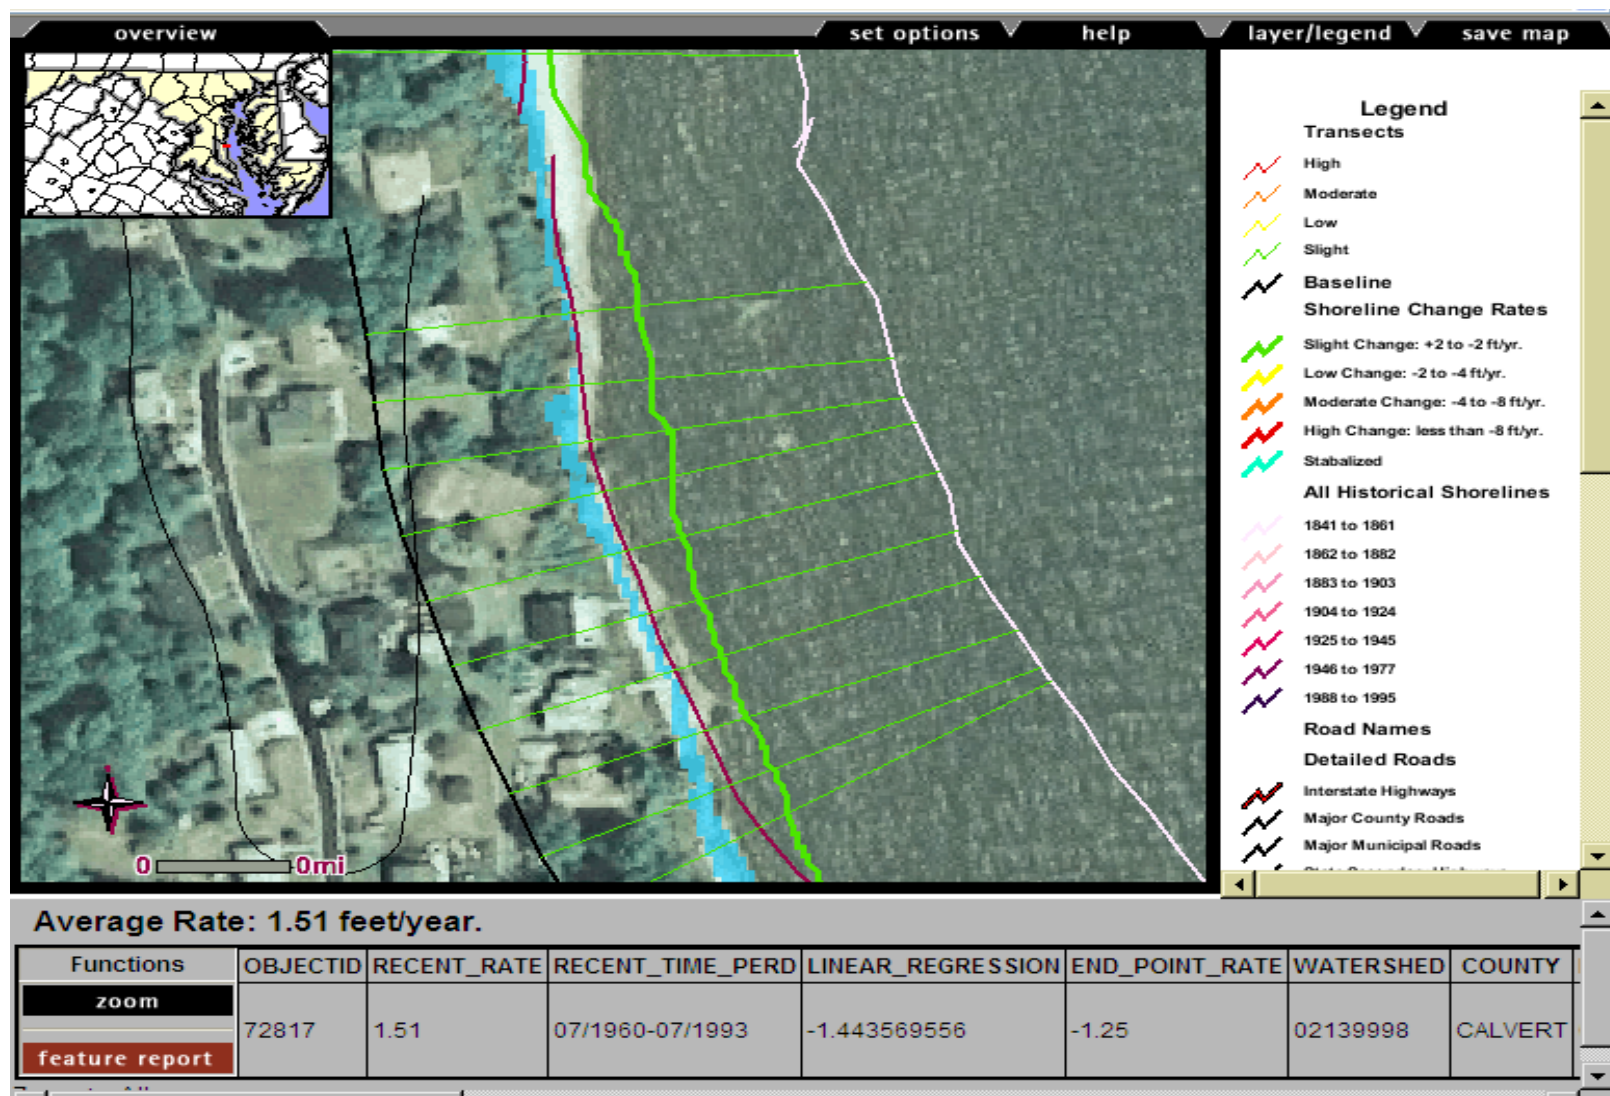 overview
set options
help
layer/legend
save map
Legend
Transects
High
Moderate
Low
Slight
Baseline
Shoreline Change Rates
Slight Change: +2 to -2 ft/yr.
Low Change: -2 to -4 ft/yr.
Moderate Change: -4 to -8 ft/yr.
High Change: less than -8 ft/yr.
Stabalized
All Historical Shorelines
1841 to 1861
1862 to 1882
1883 to 1903
1904 to 1924
1925 to 1945
1946 to 1977
1988 to 1995
Road Names
Detailed Roads
Interstate Highways
Major County Roads
Major Municipal Roads
0 0mi
Average Rate: 1.51 feet/year.
Functions OBJECTID RECENT_RATE RECENT_TIME_PERD LINEAR_REGRESSION END_POINT_RATE WATERSHED COUNTY
zoom
72817 1.51 07/1960-07/1993 -1.443569556 -1.25 02139998 CALVERT
feature report